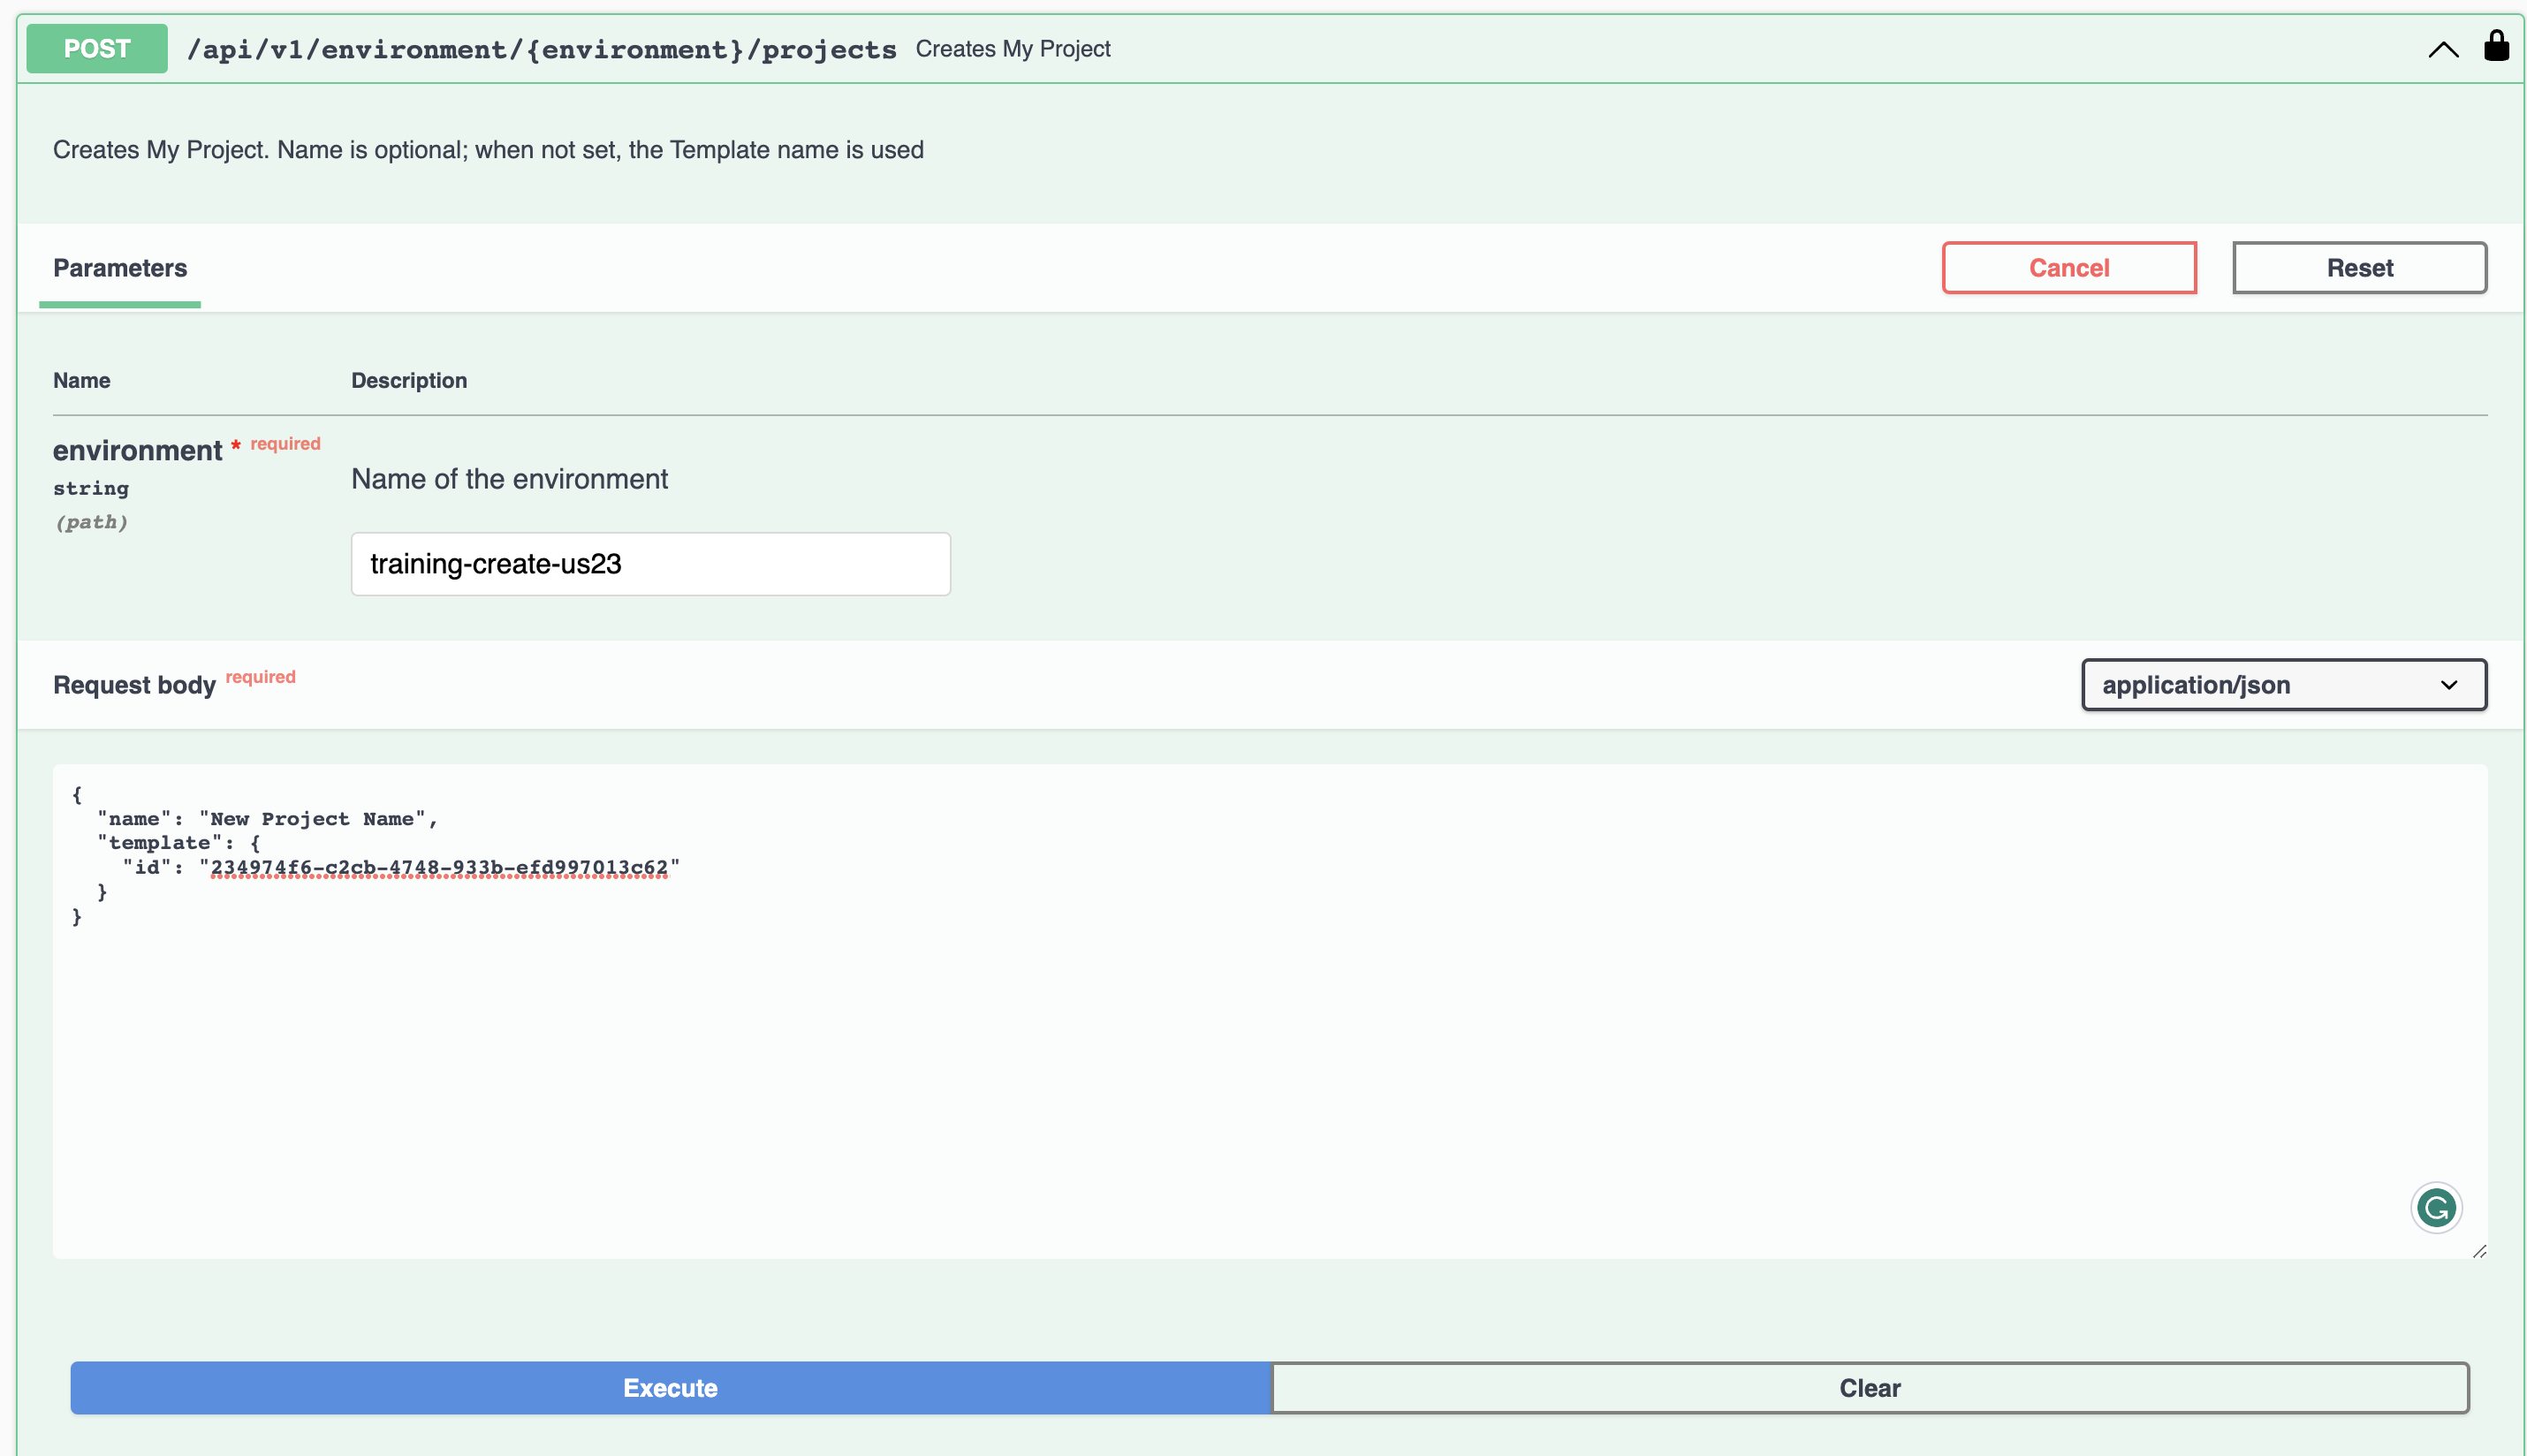 POST /api/v1/environment/{environment}/projects Creates My Project
Creates My Project. Name is optional; when not set, the Template name is used
Parameters Cancel Reset
Name Description
environment * required
string
(path)
Name of the environment
training-create-us23
Request body required application/json
{
"name": "New Project Name",
"template": {
"id": "234974f6-c2cb-4748-933b-efd997013c62"
}
}
Execute Clear